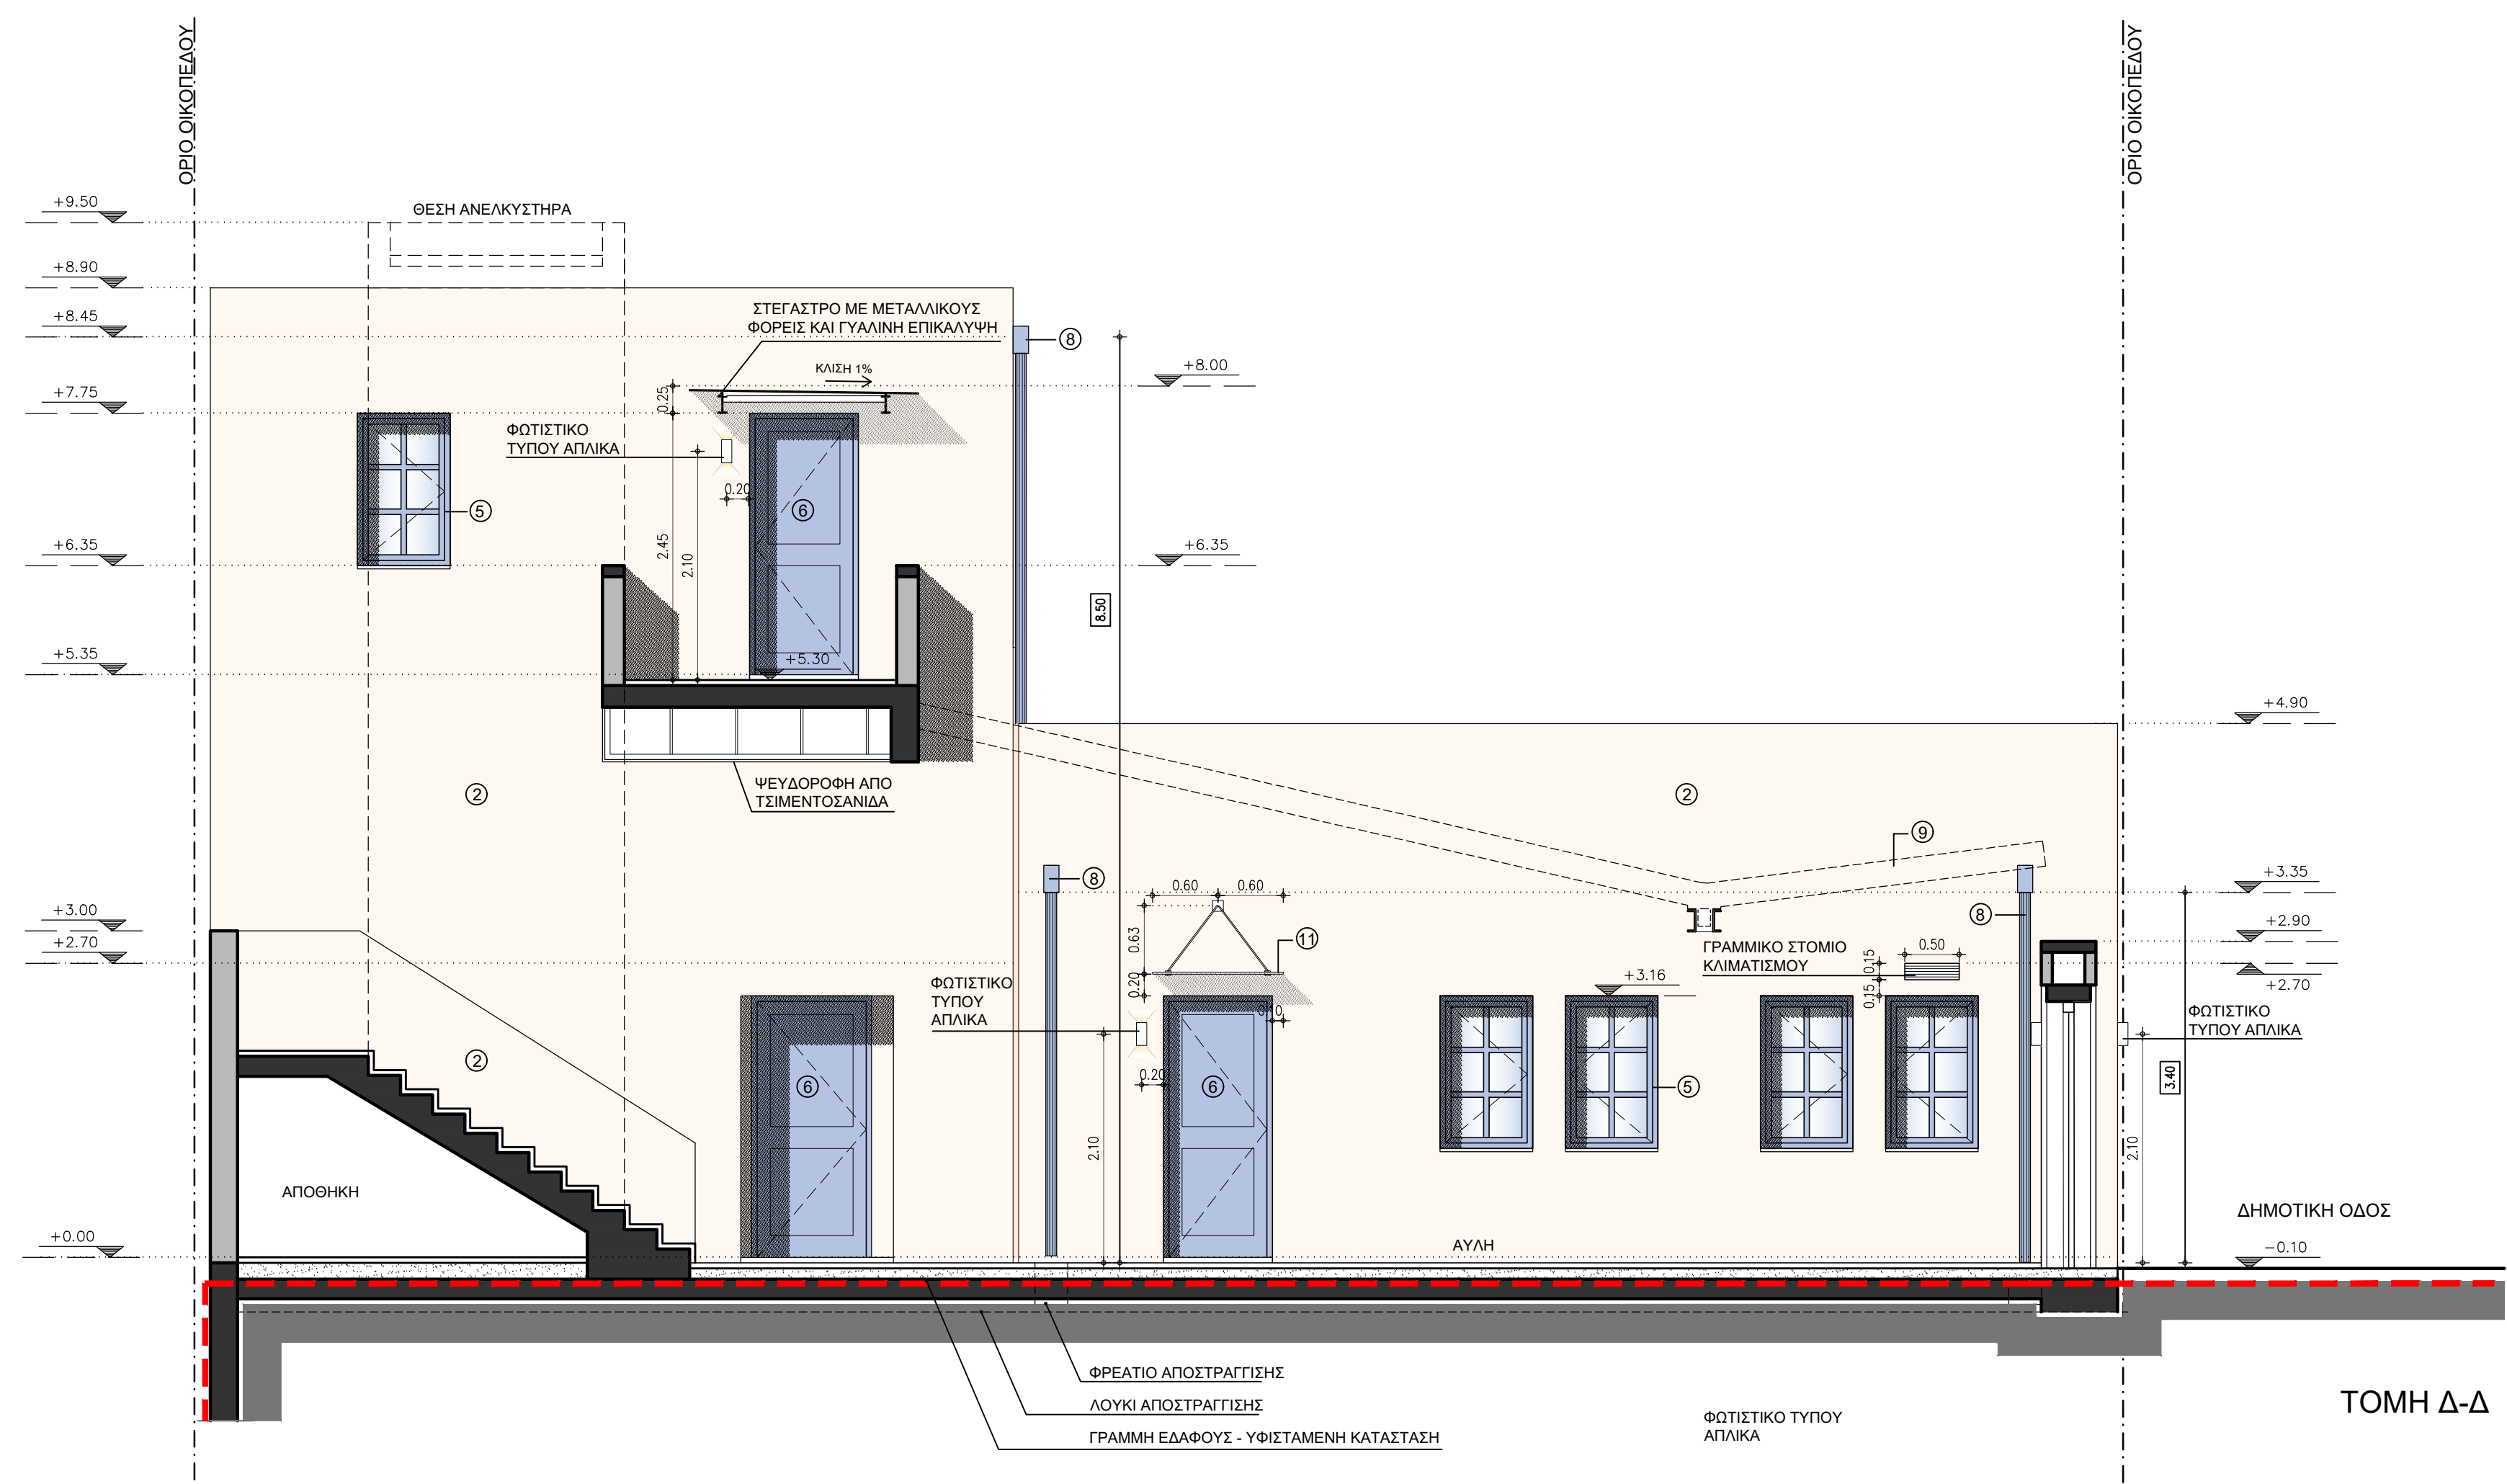 ΟΡΙΟ ΟΙΚΟΠΕΔΟΥ
ΟΡΙΟ ΟΙΚΟΠΕΔΟΥ
+9.50
ΘΕΣΗ ΑΝΕΛΚΥΣΤΗΡΑ
+8.90
+8.45
+7.75
+6.35
+5.35
+3.00
+2.70
+0.00
ΣΤΕΓΑΣΤΡΟ ΜΕ ΜΕΤΑΛΛΙΚΟΥΣ
ΦΟΡΕΙΣ ΚΑΙ ΓΥΑΛΙΝΗ ΕΠΙΚΑΛΥΨΗ
8
ΚΛΙΣΗ 1%
+8.00
0.25
ΦΩΤΙΣΤΙΚΟ
ΤΥΠΟΥ ΑΠΛΙΚΑ
0.20
5
6
2.45
2.10
+6.35
8.50
+5.30
ΨΕΥΔΟΡΟΦΗ ΑΠΟ
ΤΣΙΜΕΝΤΟΣΑΝΙΔΑ
2
2
+4.90
9
8
0.60
0.60
+3.35
8
+2.90
+2.70
0.63
0.20
11
ΓΡΑΜΜΙΚΟ ΣΤΟΜΙΟ
ΚΛΙΜΑΤΙΣΜΟΥ
0.50
0.15
0.15
+3.16
ΦΩΤΙΣΤΙΚΟ
ΤΥΠΟΥ
ΑΠΛΙΚΑ
0.10
ΦΩΤΙΣΤΙΚΟ
ΤΥΠΟΥ ΑΠΛΙΚΑ
2
6
0.20
6
5
3.40
2.10
2.10
ΑΠΟΘΗΚΗ
ΔΗΜΟΤΙΚΗ ΟΔΟΣ
ΑΥΛΗ
−0.10
ΦΡΕΑΤΙΟ ΑΠΟΣΤΡΑΓΓΙΣΗΣ
ΛΟΥΚΙ ΑΠΟΣΤΡΑΓΓΙΣΗΣ
ΓΡΑΜΜΗ ΕΔΑΦΟΥΣ - ΥΦΙΣΤΑΜΕΝΗ ΚΑΤΑΣΤΑΣΗ
ΦΩΤΙΣΤΙΚΟ ΤΥΠΟΥ
ΑΠΛΙΚΑ
ΤΟΜΗ Δ-Δ